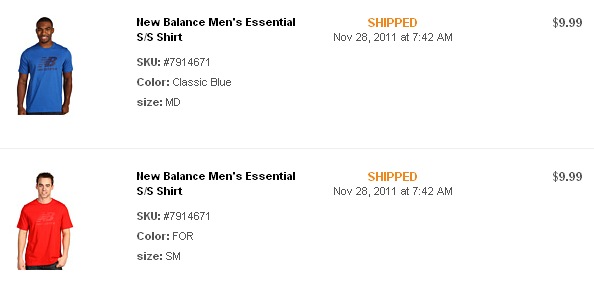 New Balance Men's Essential
S/S Shirt
SHIPPED
Nov 28, 2011 at 7:42 AM
$9.99
SKU: #7914671
Color: Classic Blue
size: MD
New Balance Men's Essential
S/S Shirt
SHIPPED
Nov 28, 2011 at 7:42 AM
$9.99
SKU: #7914671
Color: FOR
size: SM